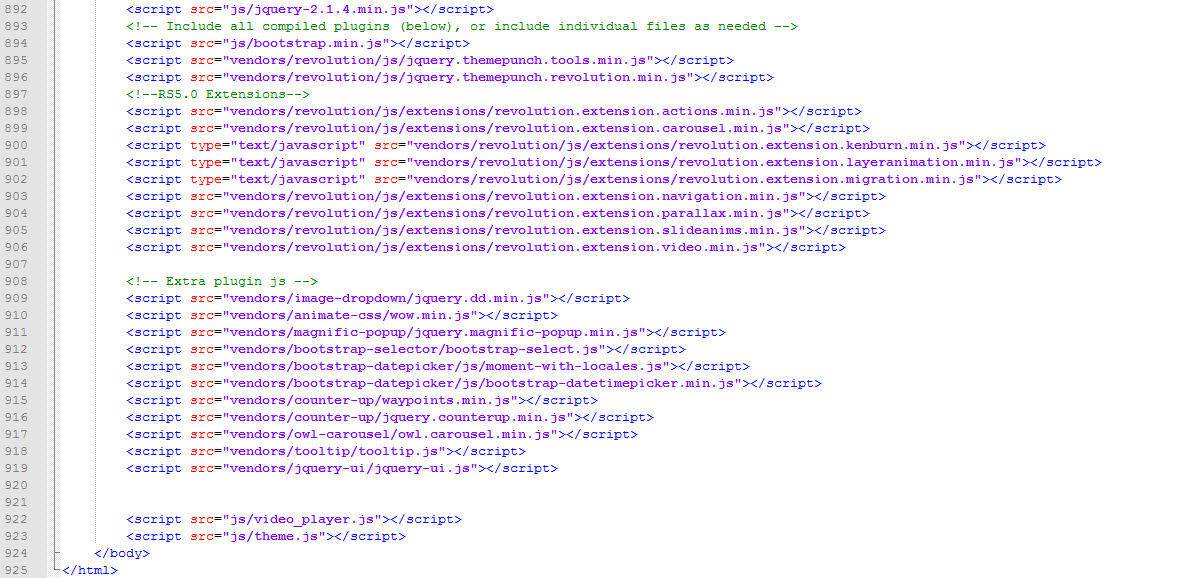 892 <script src="js/jquery-2.1.4.min.js"></script>
893 <!-- Include all compiled plugins (below), or include individual files as needed -->
894 <script src="js/bootstrap.min.js"></script>
895 <script src="vendors/revolution/js/jquery.themepunch.tools.min.js"></script>
896 <script src="vendors/revolution/js/jquery.themepunch.revolution.min.js"></script>
897 <!--RS5.0 Extensions-->
898 <script src="vendors/revolution/js/extensions/revolution.extension.actions.min.js"></script>
899 <script src="vendors/revolution/js/extensions/revolution.extension.carousel.min.js"></script>
900 <script type="text/javascript" src="vendors/revolution/js/extensions/revolution.extension.kenburn.min.js"></script>
901 <script type="text/javascript" src="vendors/revolution/js/extensions/revolution.extension.layeranimation.min.js"></script>
902 <script type="text/javascript" src="vendors/revolution/js/extensions/revolution.extension.migration.min.js"></script>
903 <script src="vendors/revolution/js/extensions/revolution.extension.navigation.min.js"></script>
904 <script src="vendors/revolution/js/extensions/revolution.extension.parallax.min.js"></script>
905 <script src="vendors/revolution/js/extensions/revolution.extension.slideanims.min.js"></script>
906 <script src="vendors/revolution/js/extensions/revolution.extension.video.min.js"></script>
907
908 <!-- Extra plugin js -->
909 <script src="vendors/image-dropdown/jquery.dd.min.js"></script>
910 <script src="vendors/animate-css/wow.min.js"></script>
911 <script src="vendors/magnific-popup/jquery.magnific-popup.min.js"></script>
912 <script src="vendors/bootstrap-selector/bootstrap-select.js"></script>
913 <script src="vendors/bootstrap-datepicker/js/moment-with-locales.js"></script>
914 <script src="vendors/bootstrap-datepicker/js/bootstrap-datetimepicker.min.js"></script>
915 <script src="vendors/counter-up/waypoints.min.js"></script>
916 <script src="vendors/counter-up/jquery.counterup.min.js"></script>
917 <script src="vendors/owl-carousel/owl.carousel.min.js"></script>
918 <script src="vendors/tooltip/tooltip.js"></script>
919 <script src="vendors/jquery-ui/jquery-ui.js"></script>
920
921
922 <script src="js/video_player.js"></script>
923 <script src="js/theme.js"></script>
924 </body>
925 </html>